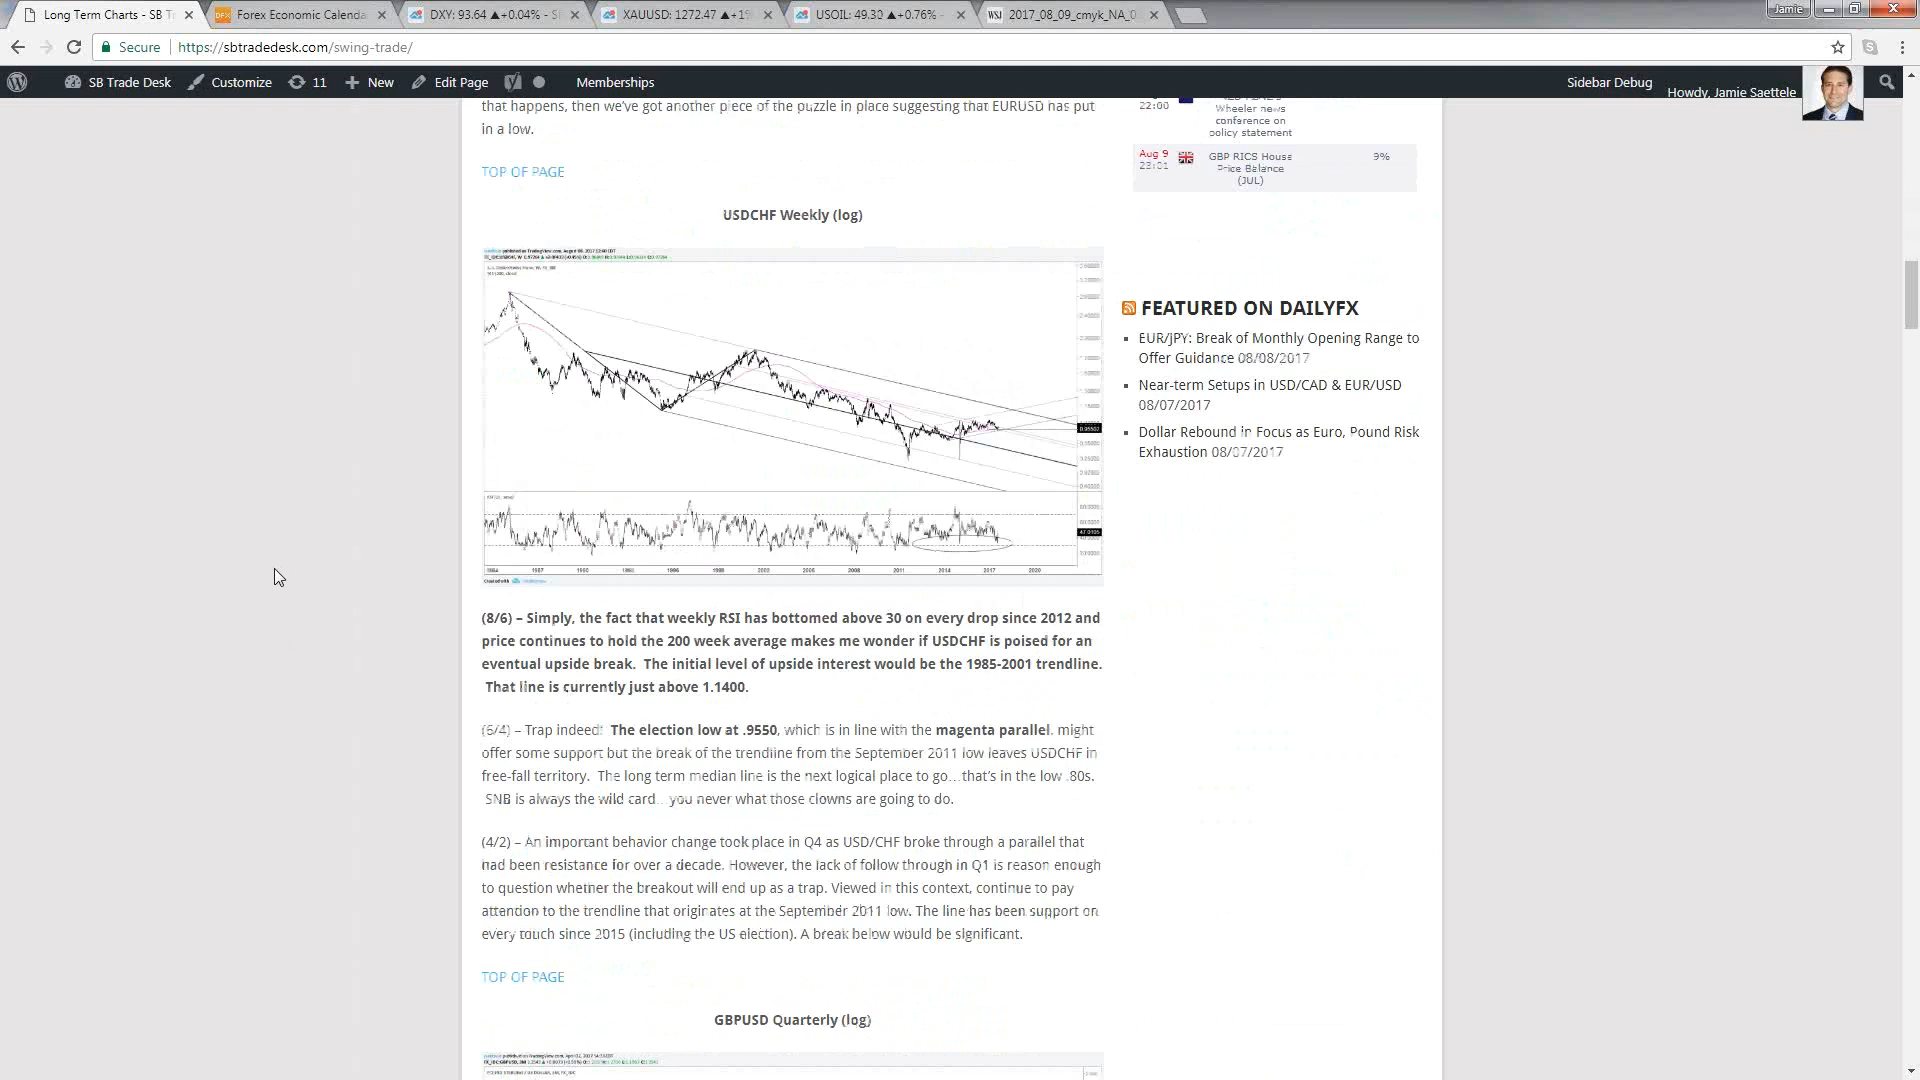 Long Term Charts - SB T
Forex Economic Calenda
DXY: 93.64 ▲+0.04% - S
XAUUSD: 1272.47 ▲+1
USOIL: 49.30 ▲+0.76% -
WSJ 2017_08_09_cmyk_NA_0
Jamie
Secure https://sbtradedesk.com/swing-trade/
SB Trade Desk Customize 11 New Edit Page Memberships Sidebar Debug Howdy, Jamie Saettele
that happens, then we've got another piece of the puzzle in place suggesting that EURUSD has put
in a low.
TOP OF PAGE
USDCHF Weekly (log)
1984 1987 1996 2005 2011 2014 2017 2020
(8/6) – Simply, the fact that weekly RSI has bottomed above 30 on every drop since 2012 and
price continues to hold the 200 week average makes me wonder if USDCHF is poised for an
eventual upside break. The initial level of upside interest would be the 1985-2001 trendline.
That line is currently just above 1.1400.
(6/4) – Trap indeed! The election low at .9550, which is in line with the magenta parallel, might
offer some support but the break of the trendline from the September 2011 low leaves USDCHF in
free-fall territory. The long term median line is the next logical place to go...that's in the low .80s.
SNB is always the wild card...you never what those clowns are going to do.
(4/2) – An important behavior change took place in Q4 as USD/CHF broke through a parallel that
had been resistance for over a decade. However, the lack of follow through in Q1 is reason enough
to question whether the breakout will end up as a trap. Viewed in this context, continue to pay
attention to the trendline that originates at the September 2011 low. The line has been support on
every touch since 2015 (including the US election). A break below would be significant.
TOP OF PAGE
GBPUSD Quarterly (log)
22:00
Wheeler news
conference on
policy statement
Aug 9
23:01
GBP RICS House
Price Balance
(JUL)
9%
FEATURED ON DAILYFX
EUR/JPY: Break of Monthly Opening Range to
Offer Guidance 08/08/2017
Near-term Setups in USD/CAD & EUR/USD
08/07/2017
Dollar Rebound in Focus as Euro, Pound Risk
Exhaustion 08/07/2017